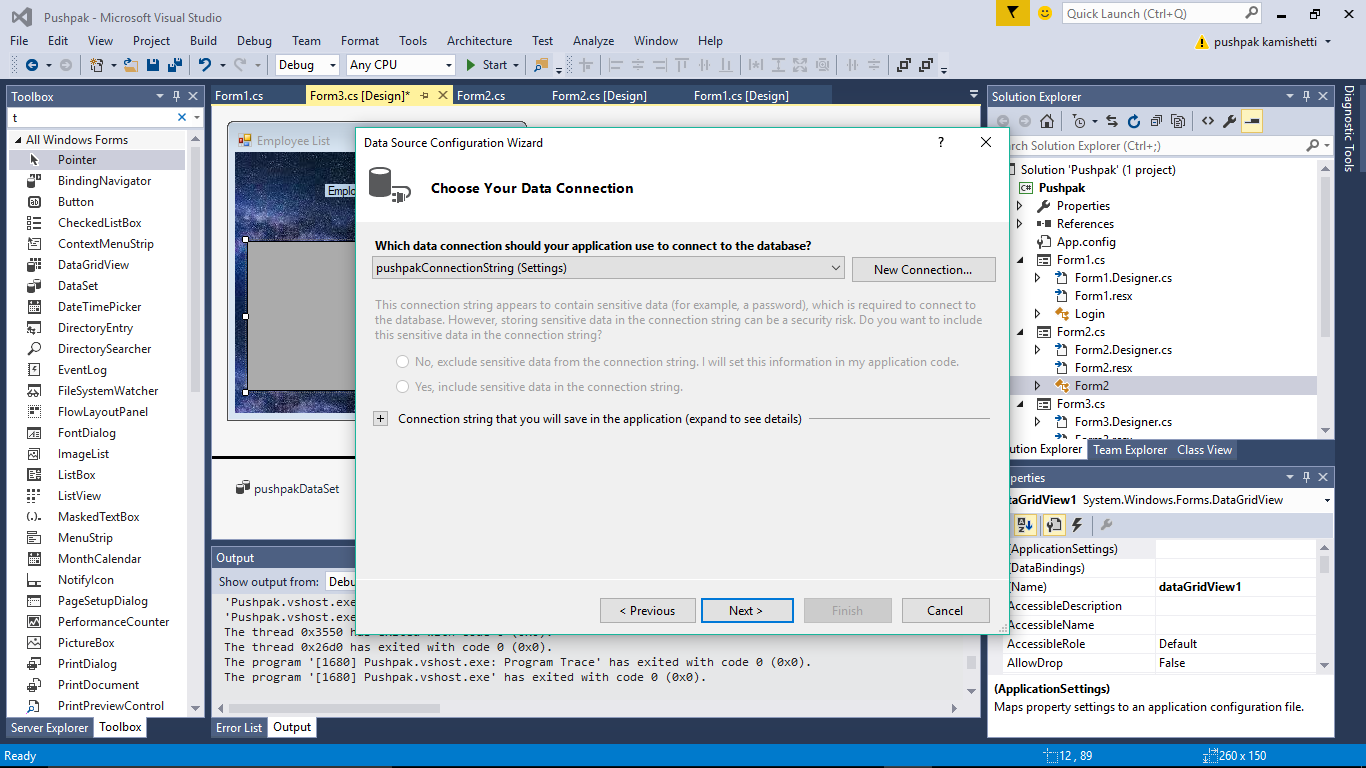 Pushpak - Microsoft Visual Studio
Quick Launch (Ctrl+Q)
File Edit View Project Build Debug Team Format Tools Architecture Test Analyze Window Help
pushpak kamishetti
Debug Any CPU Start
Toolbox
t
All Windows Forms
Pointer
BindingNavigator
Button
CheckedListBox
ContextMenuStrip
DataGridView
DataSet
DateTimePicker
DirectoryEntry
DirectorySearcher
EventLog
FileSystemWatcher
FlowLayoutPanel
FontDialog
ImageList
ListBox
ListView
MaskedTextBox
MenuStrip
MonthCalendar
NotifyIcon
PageSetupDialog
PerformanceCounter
PictureBox
PrintDialog
PrintDocument
PrintPreviewControl
Server Explorer Toolbox
Form1.cs Form3.cs [Design]* Form2.cs Form2.cs [Design] Form1.cs [Design]
Employee List
Emplo
pushpakDataSet
Data Source Configuration Wizard
?
Choose Your Data Connection
Which data connection should your application use to connect to the database?
pushpakConnectionString (Settings)
New Connection...
This connection string appears to contain sensitive data (for example, a password), which is required to connect to
the database. However, storing sensitive data in the connection string can be a security risk. Do you want to include
this sensitive data in the connection string?
No, exclude sensitive data from the connection string. I will set this information in my application code.
Yes, include sensitive data in the connection string.
+ Connection string that you will save in the application (expand to see details)
< Previous Next > Finish Cancel
Output
Show output from: Debu
'Pushpak.vshost.exe
'Pushpak.vshost.exe
The thread 0x3550 has exited with code 0 (0x0).
The thread 0x26d0 has exited with code 0 (0x0).
The program '[1680] Pushpak.vshost.exe: Program Trace' has exited with code 0 (0x0).
The program '[1680] Pushpak.vshost.exe' has exited with code 0 (0x0).
Error List Output
Solution Explorer
rch Solution Explorer (Ctrl+;)
Solution 'Pushpak' (1 project)
C# Pushpak
Properties
References
App.config
Form1.cs
Form1.Designer.cs
Form1.resx
Login
Form2.cs
Form2.Designer.cs
Form2.resx
Form2
Form3.cs
Form3.Designer.cs
ution Explorer Team Explorer Class View
perties
taGridView1 System.Windows.Forms.DataGridView
(ApplicationSettings)
(DataBindings)
(Name) dataGridView1
AccessibleDescription
AccessibleName
AccessibleRole Default
AllowDrop False
(ApplicationSettings)
Maps property settings to an application configuration file.
Diagnostic Tools
Ready
12 , 89
260 x 150